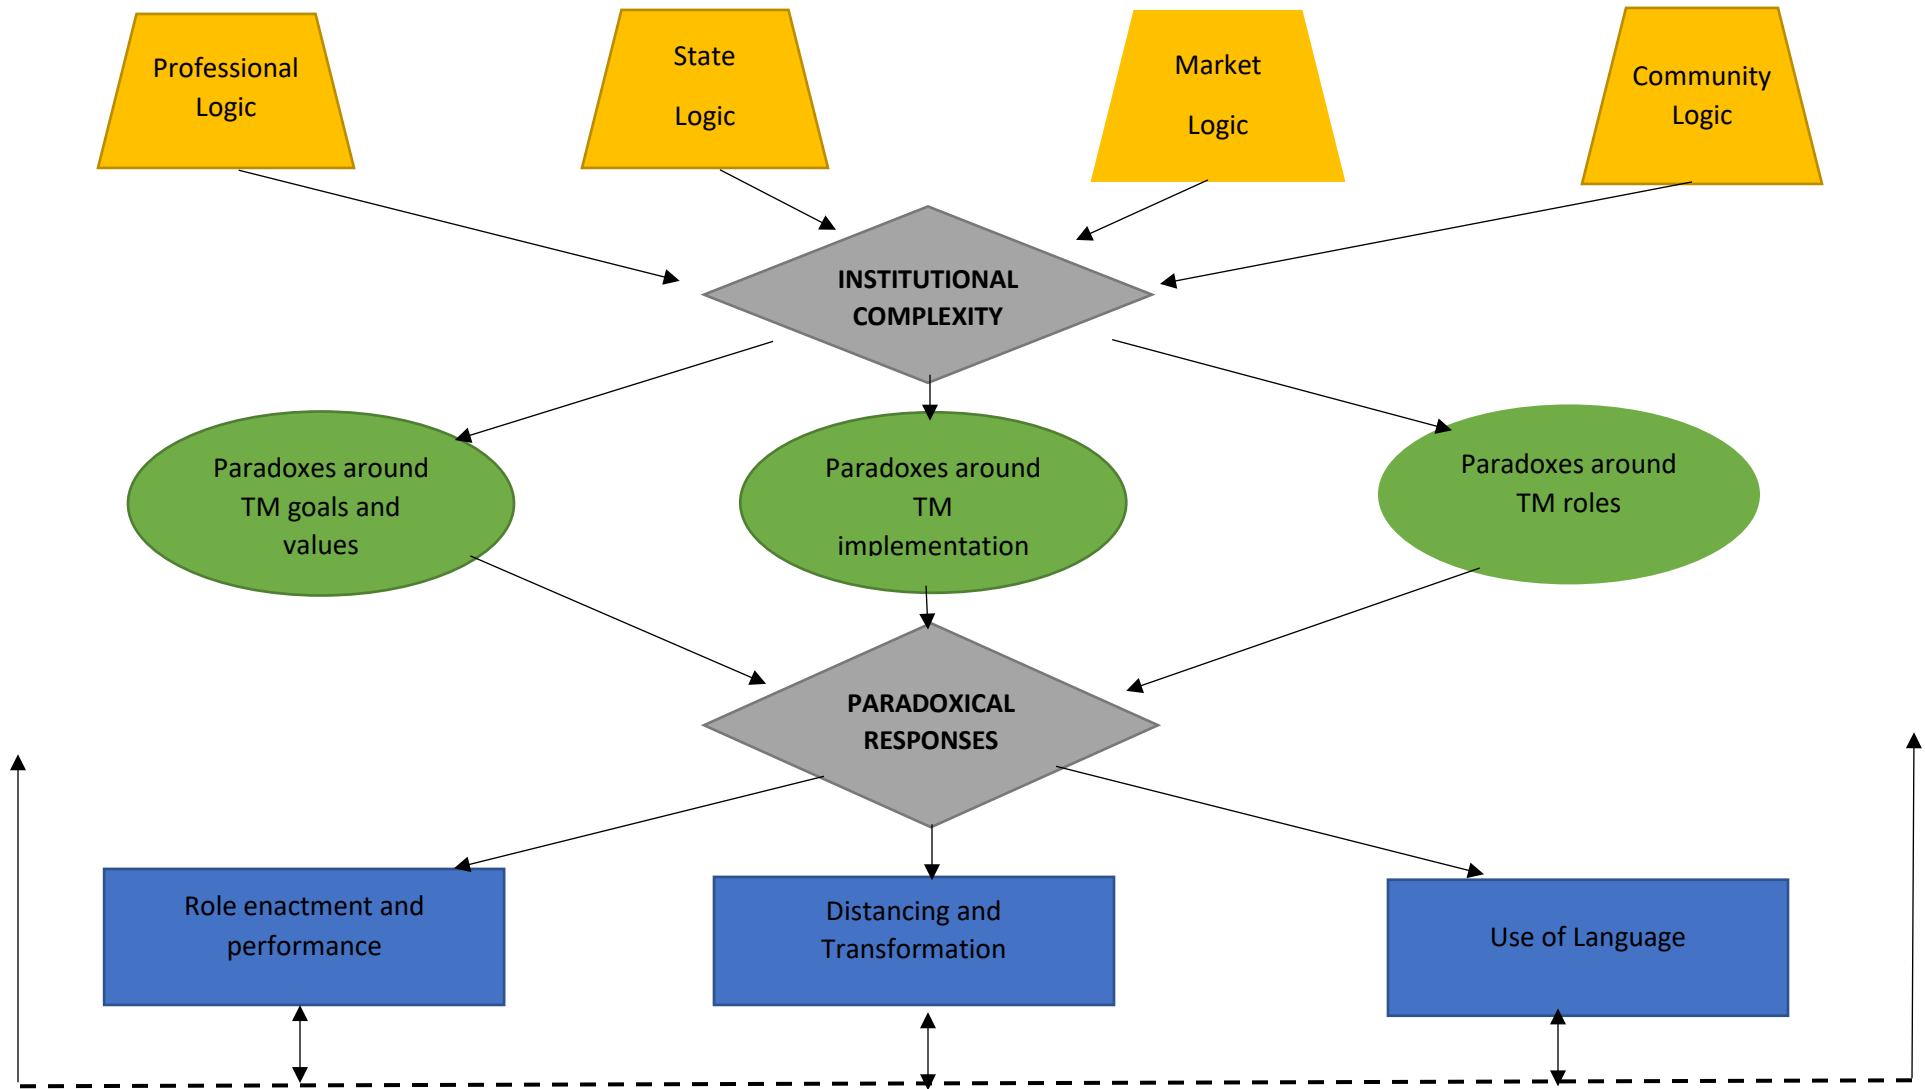 Professional
Logic
State
Logic
Market
Logic
Community
Logic
INSTITUTIONAL
COMPLEXITY
Paradoxes around
TM goals and
values
Paradoxes around
TM
implementation
Paradoxes around
TM roles
PARADOXICAL
RESPONSES
Role enactment and
performance
Distancing and
Transformation
Use of Language